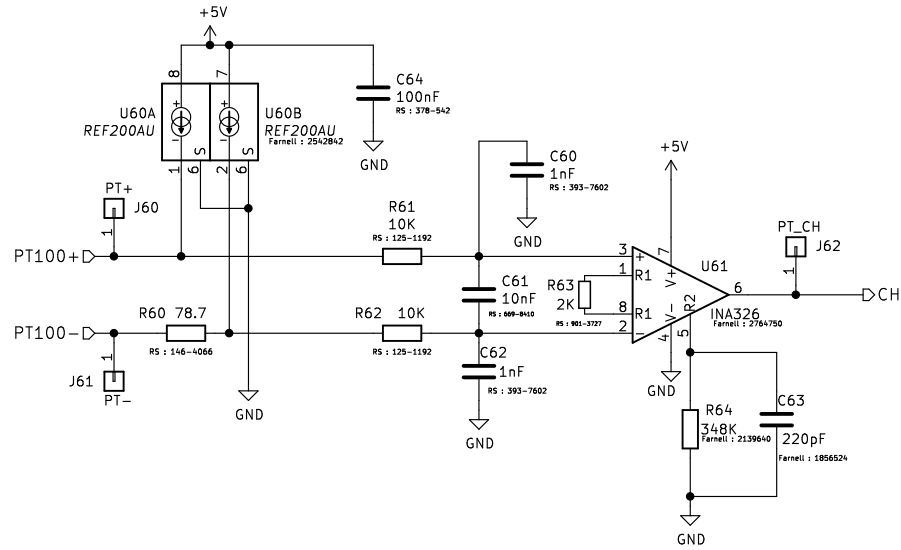 +5V
8
7
U60A
REF200AU
U60B
REF200AU
Farnell : 2542842
+
I
+
I
S
S
1
6
2
6
C64
100nF
RS : 378-542
GND
PT+
J60
1
PT100+
R61
10K
RS : 125-1192
C60
1nF
RS : 393-7602
GND
+5V
C61
10nF
RS : 669-8410
R63
2K
RS : 901-3727
3
+
1
R1
8
R1
2
-
7
V+
V-
4
R2
5
U61
6
INA326
Farnell : 2764750
PT_CH
J62
1
CH
PT100-
R60 78.7
RS : 146-4066
R62 10K
RS : 125-1192
J61
1
PT-
GND
C62
1nF
RS : 393-7602
GND
GND
R64
348K
Farnell : 2139640
C63
220pF
Farnell : 1856524
GND